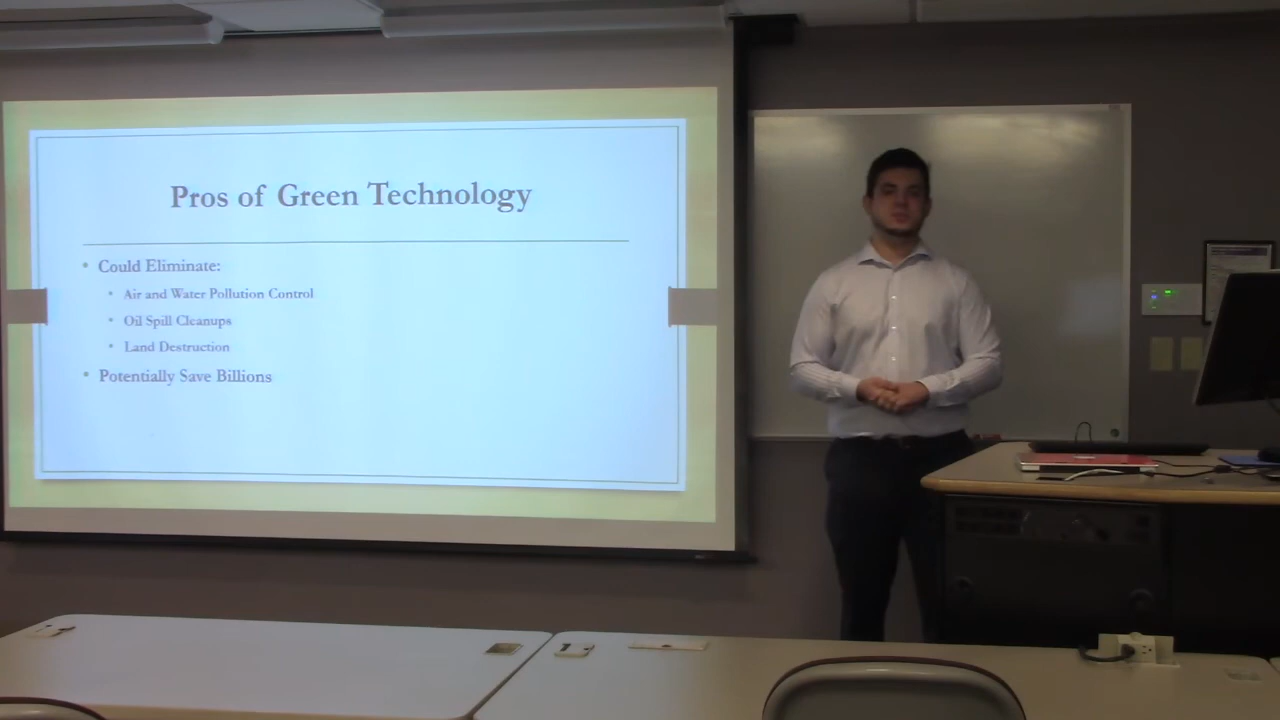 Pros of Green Technology
Could Eliminate:
Air and Water Pollution Control
Oil Spill Cleanups
Land Destruction
Potentially Save Billions